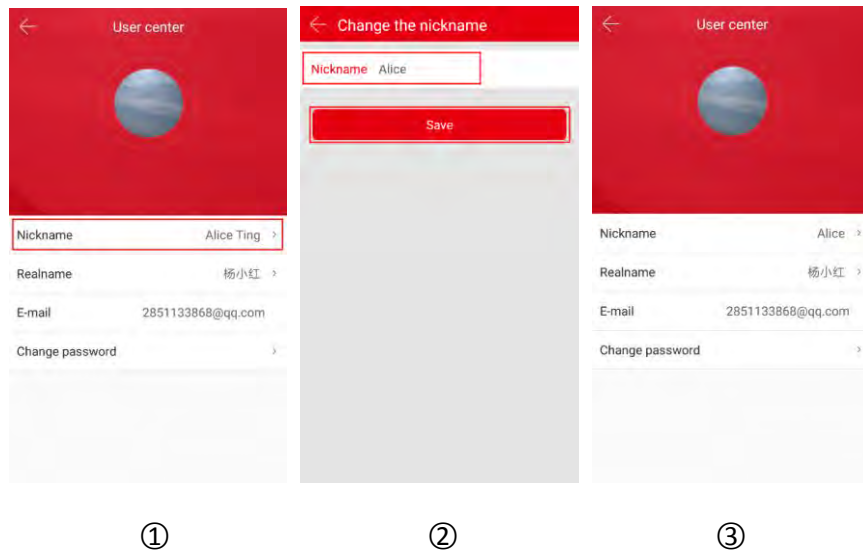 User center
Nickname Alice Ting
Realname 杨小红
E-mail 2851133868@qq.com
Change password
①
Change the nickname
Nickname Alice
Save
②
User center
Nickname Alice
Realname 杨小红
E-mail 2851133868@qq.com
Change password
③